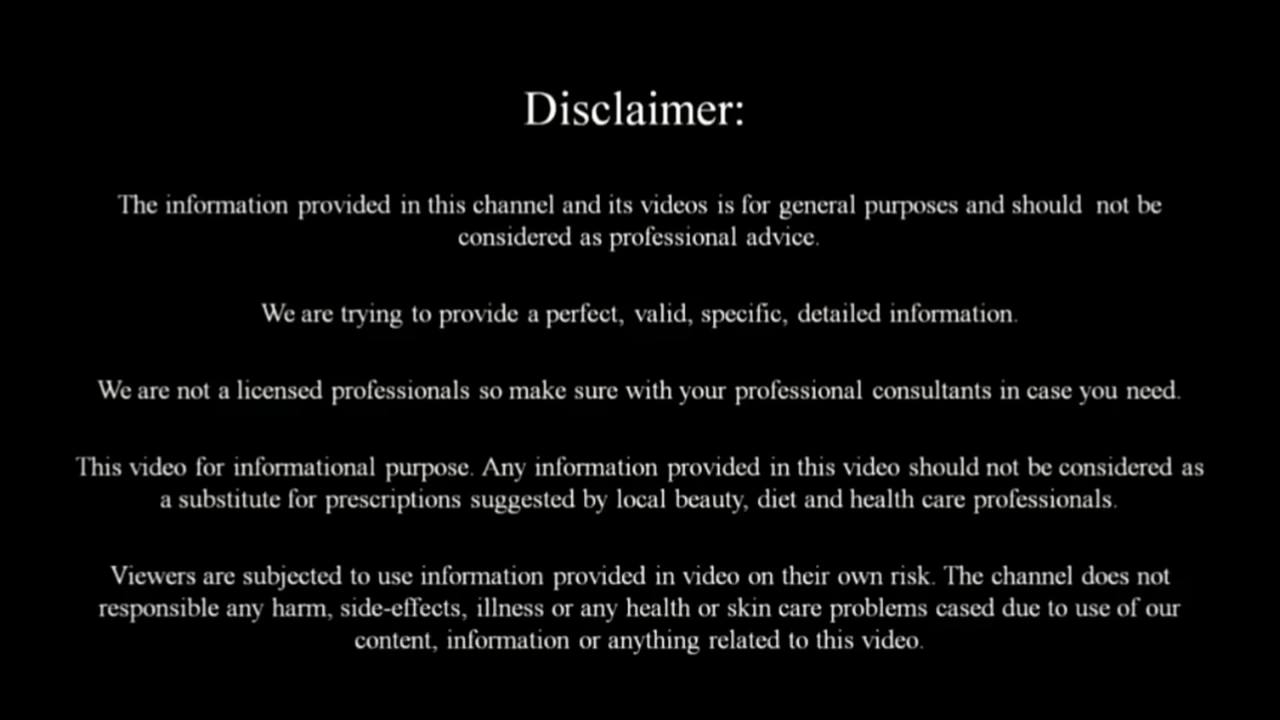 Disclaimer:
The information provided in this channel and its videos is for general purposes and should not be
considered as professional advice.
We are trying to provide a perfect, valid, specific, detailed information.
We are not a licensed professionals so make sure with your professional consultants in case you need.
This video for informational purpose. Any information provided in this video should not be considered as
a substitute for prescriptions suggested by local beauty, diet and health care professionals.
Viewers are subjected to use information provided in video on their own risk. The channel does not
responsible any harm, side-effects, illness or any health or skin care problems cased due to use of our
content, information or anything related to this video.